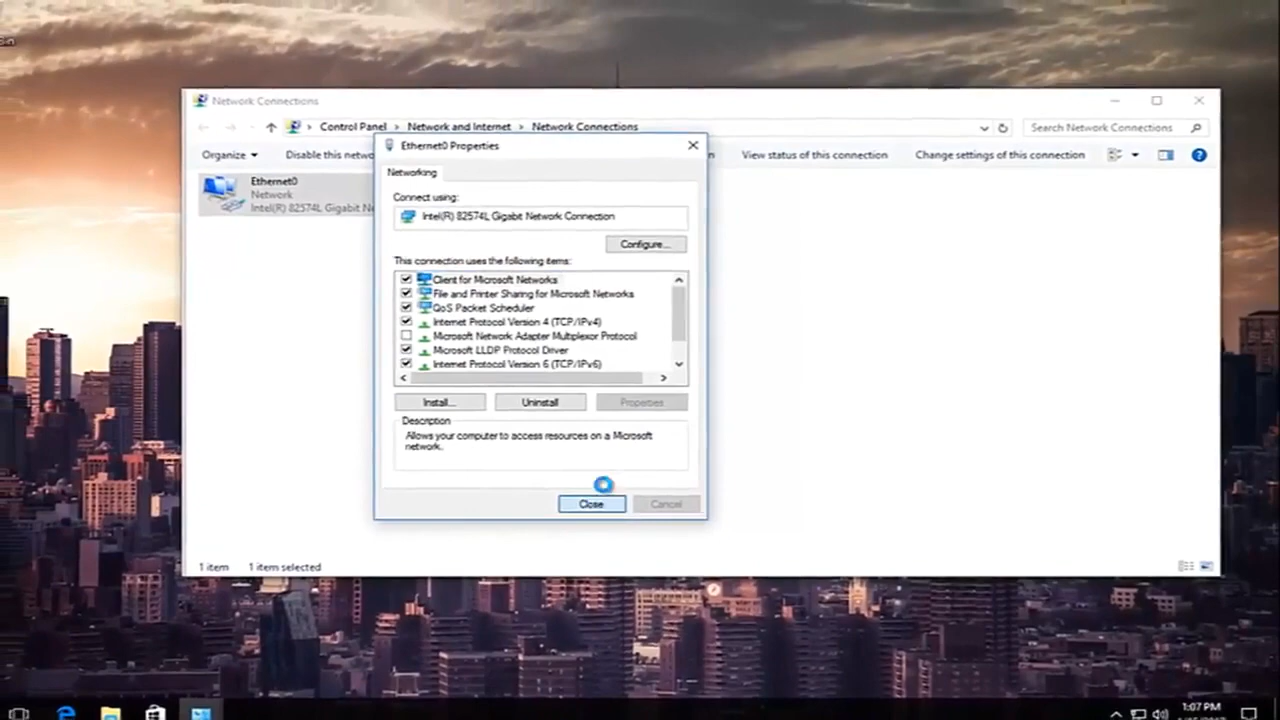 Network Connections
Control Panel > Network and Internet > Network Connections
Search Network Connections
Organize
Disable this netwo
View status of this connection
Change settings of this connection
Ethernet0
Network
Intel(R) 82574L Gigabit Ne
Ethernet0 Properties
Networking
Connect using:
Intel(R) 82574L Gigabit Network Connection
Configure...
This connection uses the following items:
Client for Microsoft Networks
File and Printer Sharing for Microsoft Networks
QoS Packet Scheduler
Internet Protocol Version 4 (TCP/IPv4)
Microsoft Network Adapter Multiplexor Protocol
Microsoft LLDP Protocol Driver
Internet Protocol Version 6 (TCP/IPv6)
Install...
Uninstall
Properties
Description
Allows your computer to access resources on a Microsoft
network.
Close
Cancel
1 item
1 item selected
1:07 PM